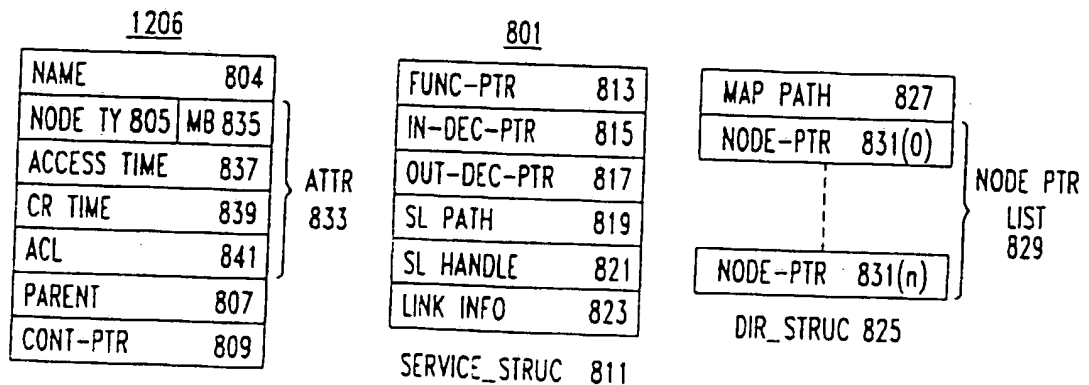 1206
NAME 804
NODE TY 805 MB 835
ACCESS TIME 837
CR TIME 839
ACL 841
PARENT 807
CONT-PTR 809
ATTR
833
801
FUNC-PTR 813
IN-DEC-PTR 815
OUT-DEC-PTR 817
SL PATH 819
SL HANDLE 821
LINK INFO 823
SERVICE_STRUC 811
MAP PATH 827
NODE-PTR 831(0)
NODE-PTR 831(n)
DIR_STRUC 825
NODE PTR
LIST
829